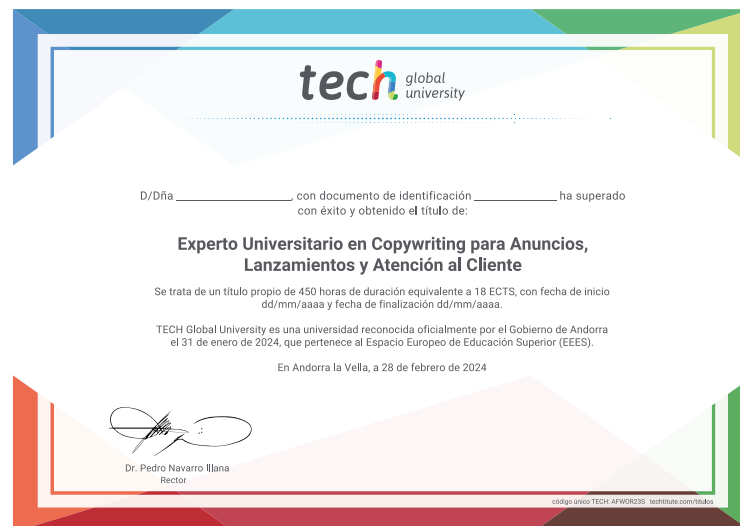 tech global university
D/Dña ________________, con documento de identificación ____________ ha superado
con éxito y obtenido el título de:
Experto Universitario en Copywriting para Anuncios,
Lanzamientos y Atención al Cliente
Se trata de un título propio de 450 horas de duración equivalente a 18 ECTS, con fecha de inicio
dd/mm/aaaa y fecha de finalización dd/mm/aaaa.
TECH Global University es una universidad reconocida oficialmente por el Gobierno de Andorra
el 31 de enero de 2024, que pertenece al Espacio Europeo de Educación Superior (EEES).
En Andorra la Vella, a 28 de febrero de 2024
Dr. Pedro Navarro Illana
Rector
código único TECH: AFWOR23S techtitute.com/titulos